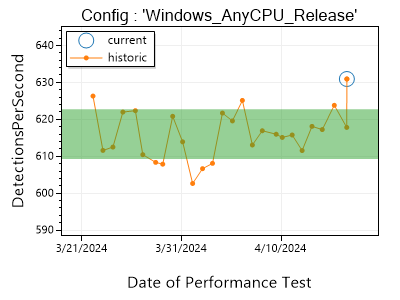 Config : 'Windows_AnyCPU_Release'
current
historic
640
630
620
610
600
590
DetectionsPerSecond
3/21/2024
3/31/2024
4/10/2024
Date of Performance Test